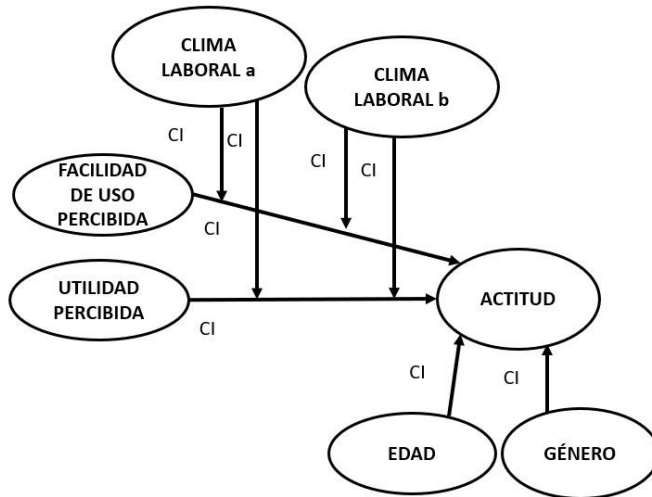 CLIMA
LABORAL a
CLIMA
LABORAL b
CI
CI
CI
CI
FACILIDAD
DE USO
PERCIBIDA
CI
UTILIDAD
PERCIBIDA
CI
ACTITUD
CI
CI
EDAD
GÉNERO